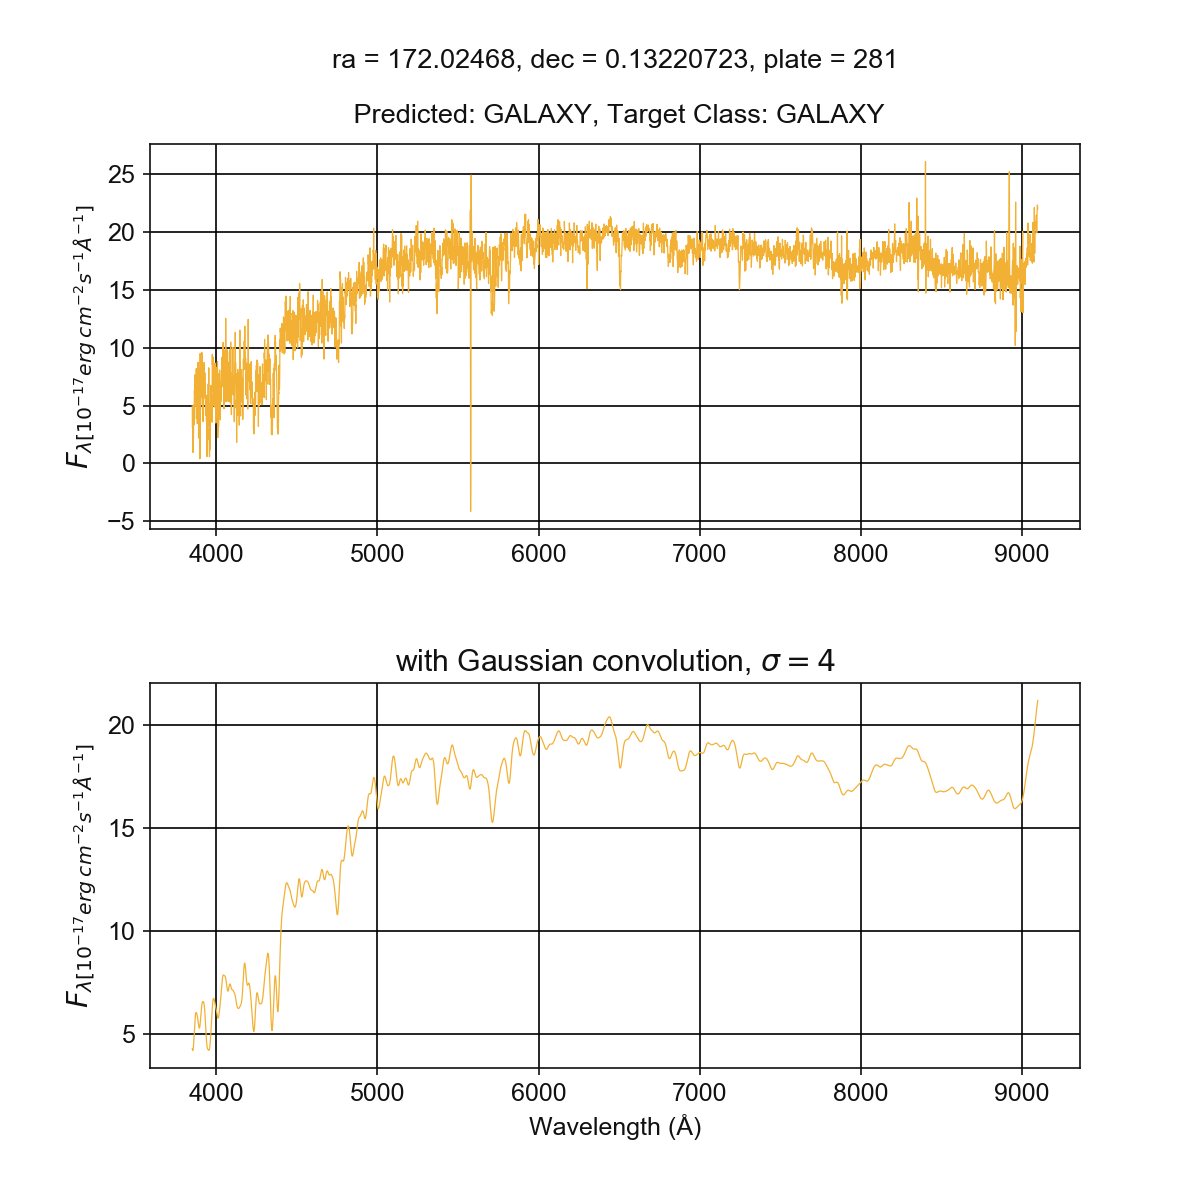 ra = 172.02468, dec = 0.13220723, plate = 281
Predicted: GALAXY, Target Class: GALAXY
F_λ[10⁻¹⁷erg cm⁻²s⁻¹Å⁻¹]
25
20
15
10
5
0
−5
4000 5000 6000 7000 8000 9000
with Gaussian convolution, σ = 4
F_λ[10⁻¹⁷erg cm⁻²s⁻¹Å⁻¹]
20
15
10
5
4000 5000 6000 7000 8000 9000
Wavelength (Å)